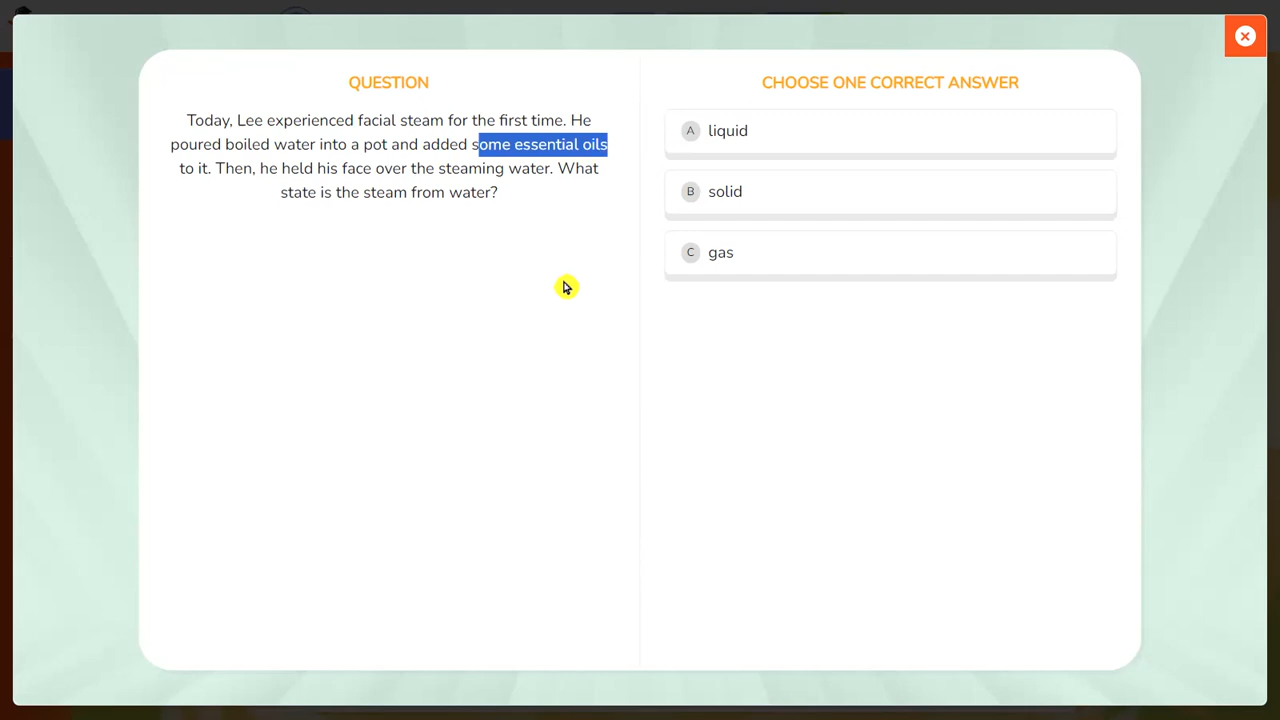 QUESTION
Today, Lee experienced facial steam for the first time. He
poured boiled water into a pot and added some essential oils
to it. Then, he held his face over the steaming water. What
state is the steam from water?
CHOOSE ONE CORRECT ANSWER
A liquid
B solid
C gas